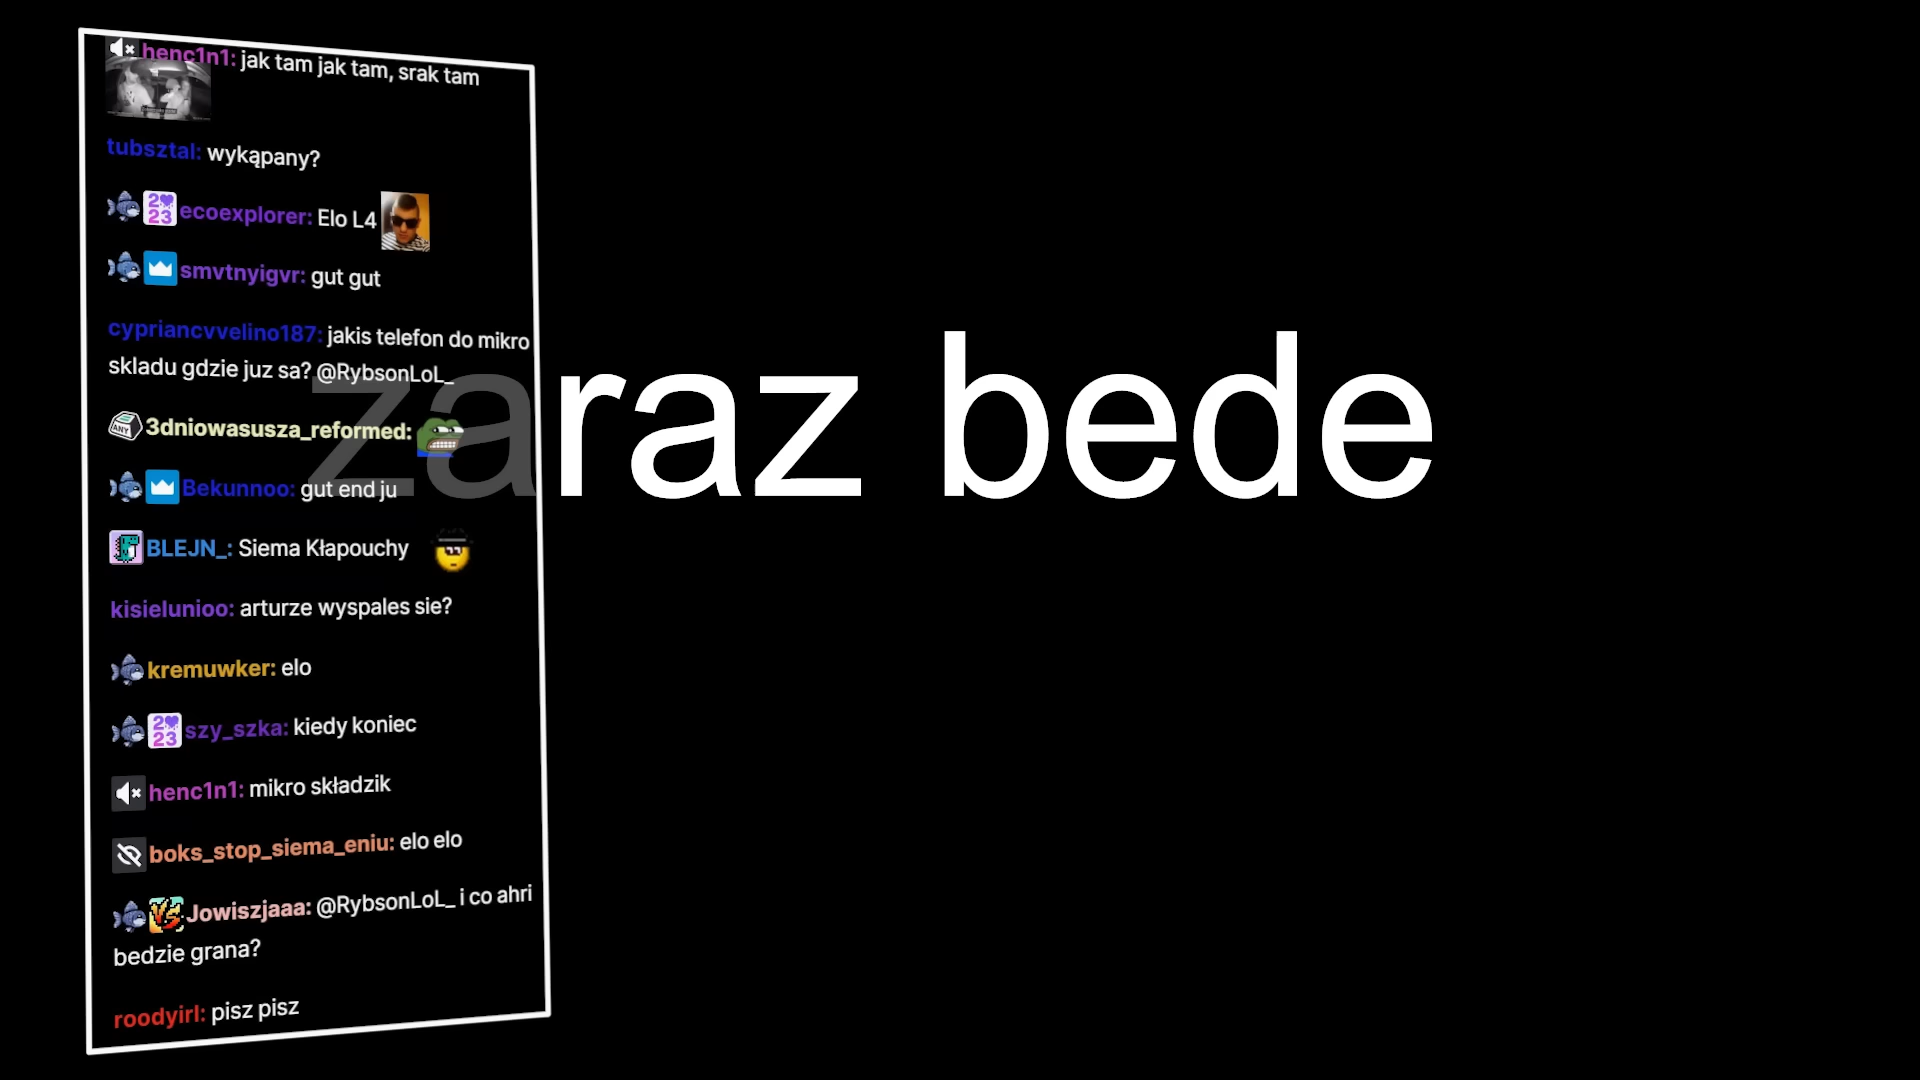 henc1n1: jak tam jak tam, srak tam
tubsztal: wykąpany?
ecoexplorer: Elo L4
smvtnyigvr: gut gut
cypriancvvelino187: jakis telefon do mikro
skladu gdzie juz sa? @RybsonLoL_
3dniowasusza_reformed:
Bekunnoo: gut end ju
BLEJN_: Siema Kłapouchy
kisielunioo: arturze wyspales sie?
kremuwker: elo
szy_szka: kiedy koniec
henc1n1: mikro składzik
boks_stop_siema_eniu: elo elo
Jowiszjaaa: @RybsonLoL_ i co ahri
bedzie grana?
roodyirl: pisz pisz
zaraz bede